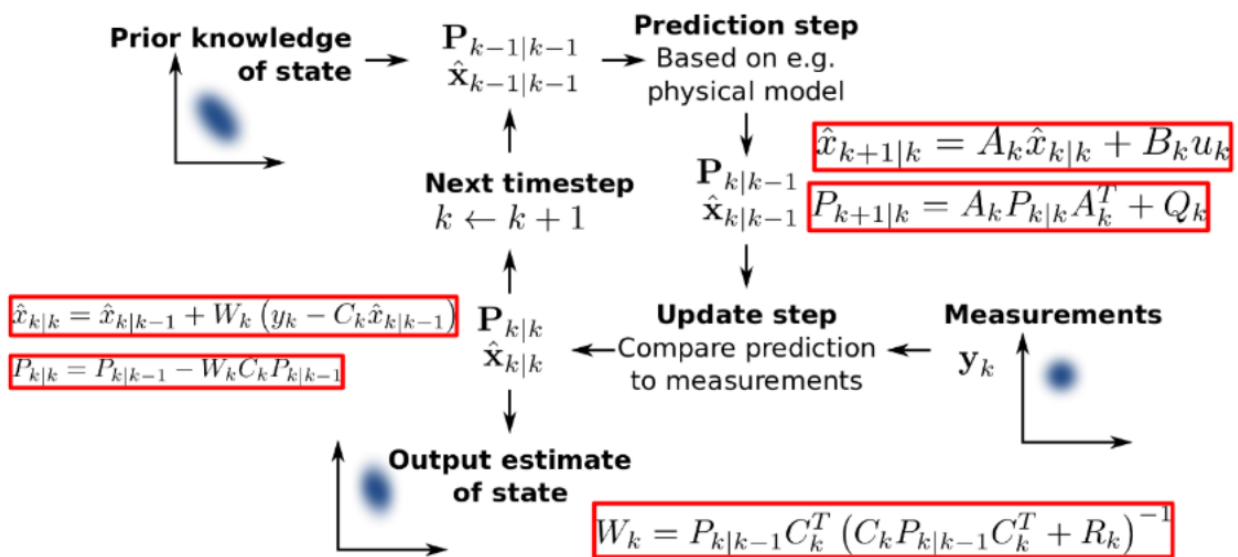 Prior knowledge
of state
P_{k-1|k-1}
x̂_{k-1|k-1}
Prediction step
Based on e.g.
physical model
x̂_{k+1|k} = A_k x̂_{k|k} + B_k u_k
P_{k+1|k} = A_k P_{k|k} A_k^T + Q_k
P_{k|k-1}
x̂_{k|k-1}
Next timestep
k ← k + 1
x̂_{k|k} = x̂_{k|k-1} + W_k (y_k − C_k x̂_{k|k-1})
P_{k|k} = P_{k|k-1} − W_k C_k P_{k|k-1}
P_{k|k}
x̂_{k|k}
Update step
Compare prediction
to measurements
Measurements
y_k
Output estimate
of state
W_k = P_{k|k-1} C_k^T (C_k P_{k|k-1} C_k^T + R_k)^{-1}